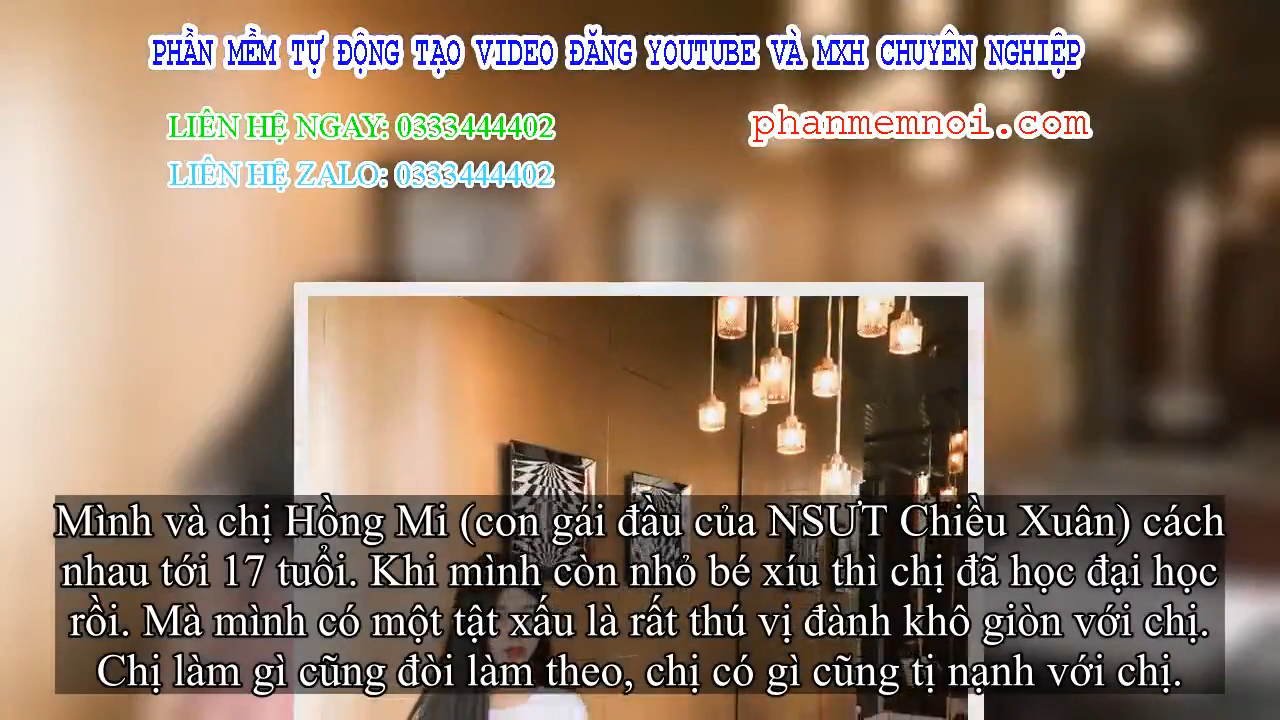 PHẦN MỀM TỰ ĐỘNG TẠO VIDEO ĐĂNG YOUTUBE VÀ MXH CHUYÊN NGHIỆP
LIÊN HỆ NGAY: 0333444402
phanmemnoi.com
LIÊN HỆ ZALO: 0333444402
Mình và chị Hồng Mi (con gái đầu của NSƯT Chiều Xuân) cách
nhau tới 17 tuổi. Khi mình còn nhỏ bé xíu thì chị đã học đại học
rồi. Mà mình có một tật xấu là rất thú vị đành khô giòn với chị.
Chị làm gì cũng đòi làm theo, chị có gì cũng tị nạnh với chị.